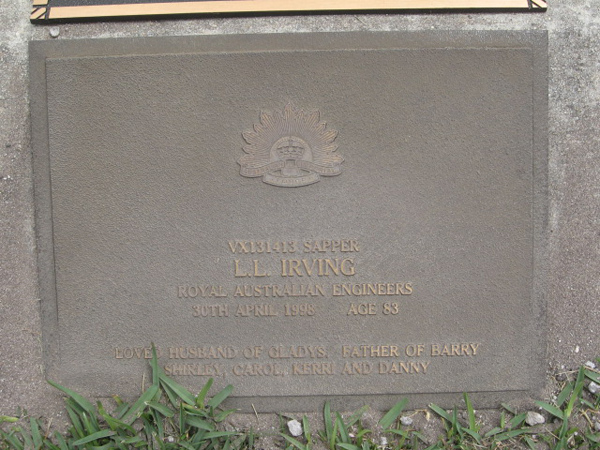 VX131413 SAPPER
L.L. IRVING
ROYAL AUSTRALIAN ENGINEERS
30TH APRIL 1998 AGE 83
LOVED HUSBAND OF GLADYS. FATHER OF BARRY
SHIRLEY, CAROL, KERRI AND DANNY